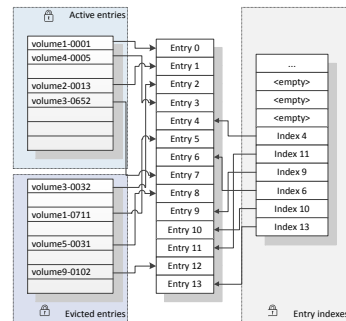 Active entries
volume1-0001
volume4-0005
volume2-0013
volume3-0652
volume3-0032
volume1-0711
volume5-0031
volume9-0102
Evicted entries
Entry 0
Entry 1
Entry 2
Entry 3
Entry 4
Entry 5
Entry 6
Entry 7
Entry 8
Entry 9
Entry 10
Entry 11
Entry 12
Entry 13
...
<empty>
<empty>
<empty>
Index 4
Index 11
Index 9
Index 6
Index 10
Index 13
Entry indexes